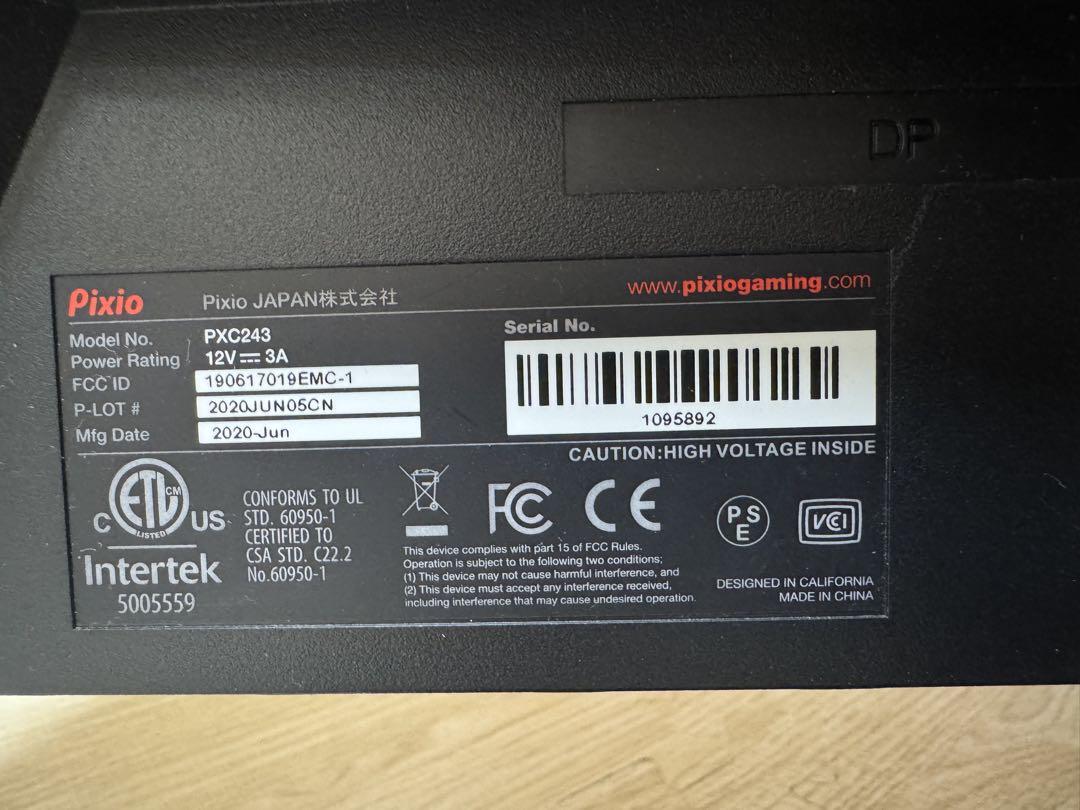 DP
Pixio
Pixio JAPAN株式会社
www.pixiogaming.com
Model No. PXC243
Power Rating 12V⎓3A
FCC ID 190617019EMC-1
P-LOT # 2020JUN05CN
Mfg Date 2020-Jun
Serial No.
1095892
CAUTION:HIGH VOLTAGE INSIDE
C ETL CM LISTED US
Intertek
5005559
CONFORMS TO UL
STD. 60950-1
CERTIFIED TO
CSA STD. C22.2
No.60950-1
FC CE
This device complies with part 15 of FCC Rules.
Operation is subject to the following two conditions;
(1) This device may not cause harmful interference, and
(2) This device must accept any interference received,
including interference that may cause undesired operation.
PSE
VCI
DESIGNED IN CALIFORNIA
MADE IN CHINA